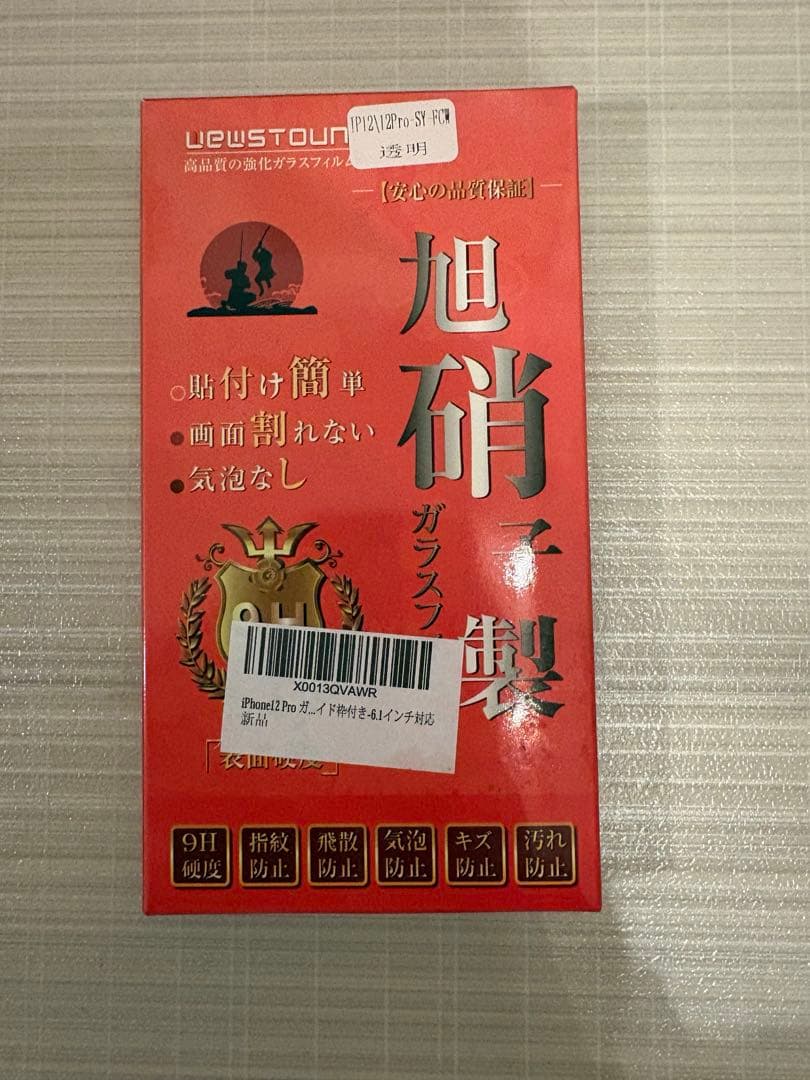 UEWSTOUN
IP12\12Pro-SY-FCW
透明
高品質の強化ガラスフィル
【安心の品質保証】
旭硝子製
ガラスフ
貼付け簡単
画面割れない
気泡なし
9H
X0013QVAWR
iPhone12 Pro ガ...イド枠付き-6.1インチ対応
新品
「表面硬度」
9H
硬度
指紋
防止
飛散
防止
気泡
防止
キズ
防止
汚れ
防止